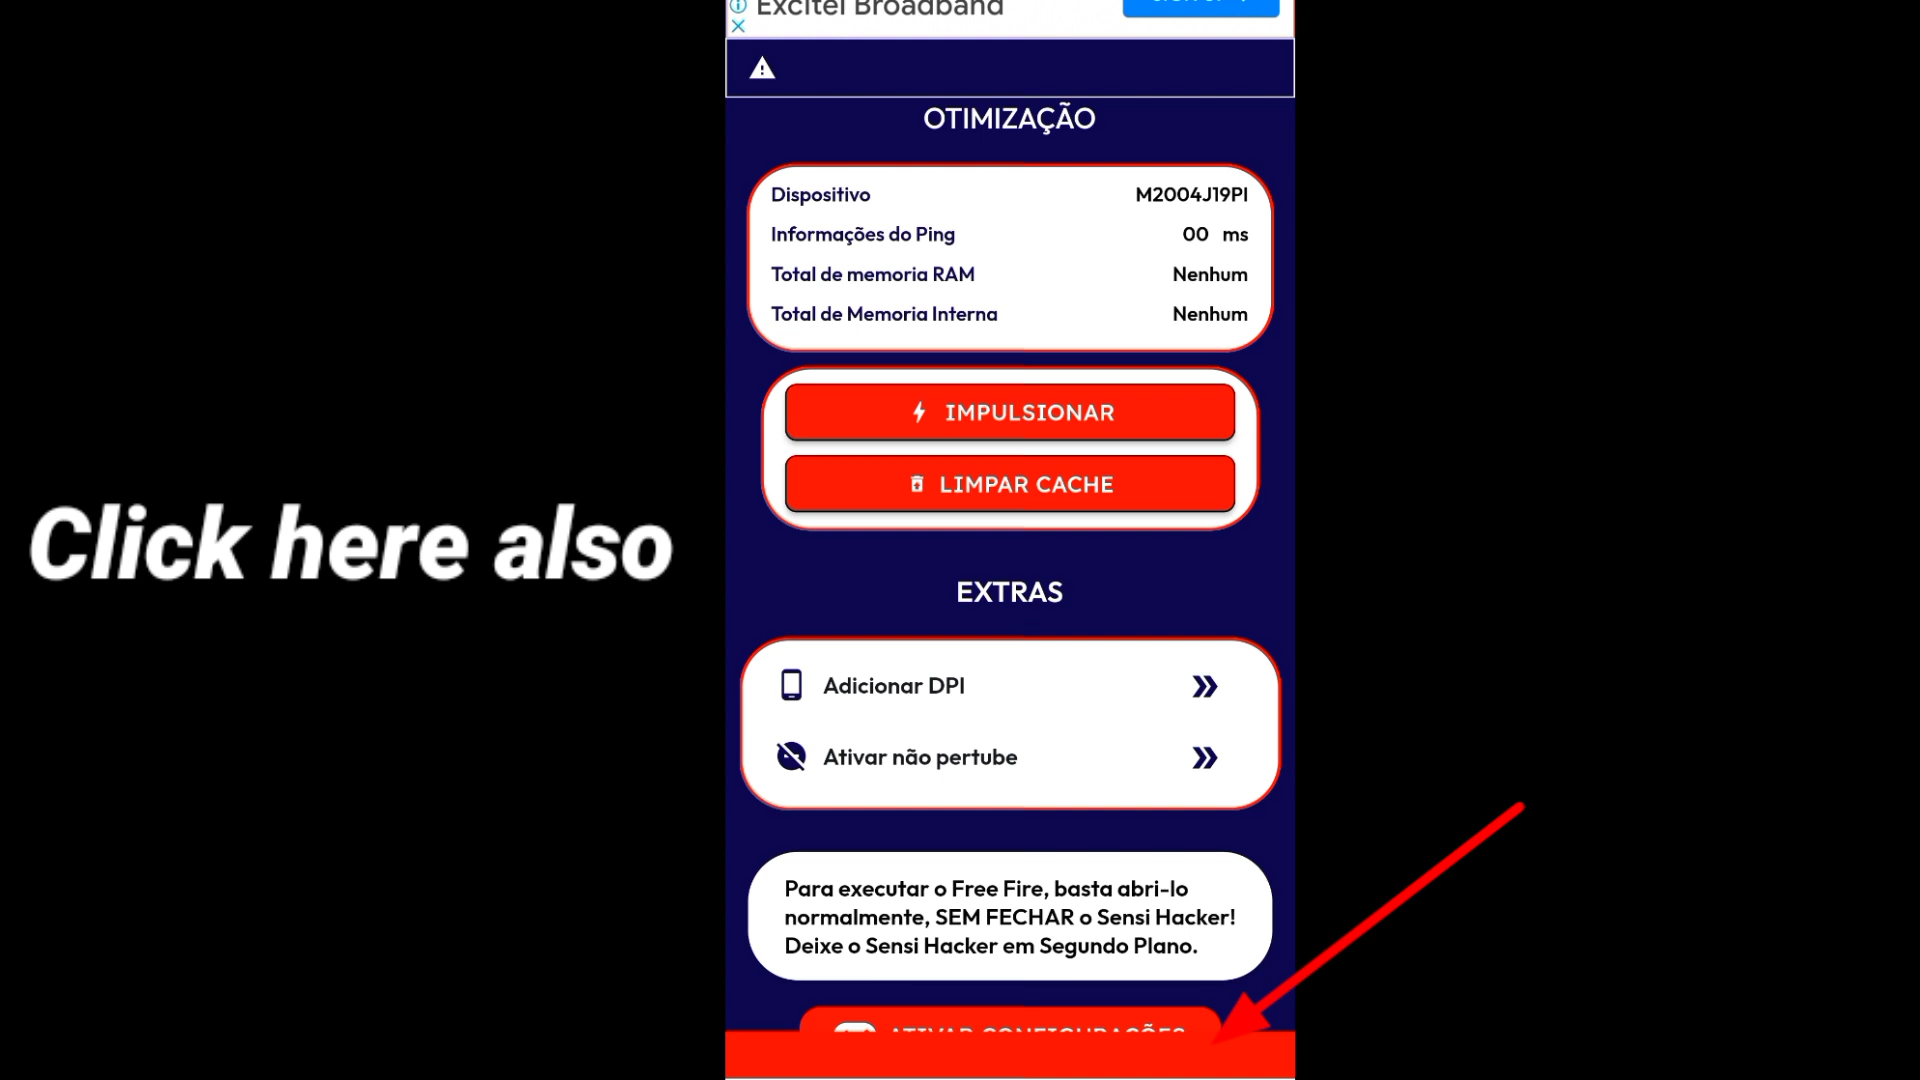 Excitel Broadband
OTIMIZAÇÃO
Dispositivo M2004J19PI
Informações do Ping 00 ms
Total de memoria RAM Nenhum
Total de Memoria Interna Nenhum
IMPULSIONAR
LIMPAR CACHE
Click here also
EXTRAS
Adicionar DPI
Ativar não pertube
Para executar o Free Fire, basta abri-lo
normalmente, SEM FECHAR o Sensi Hacker!
Deixe o Sensi Hacker em Segundo Plano.
ATIVAR CONFIGURAÇÕES